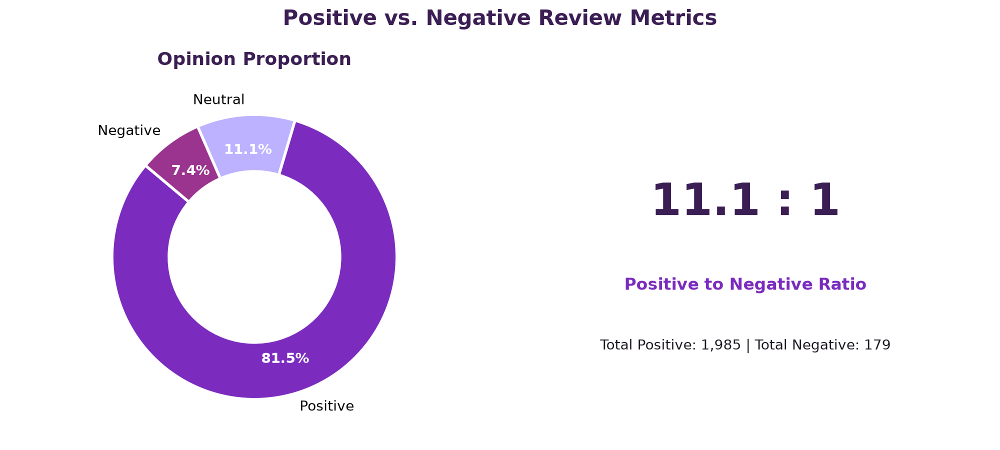 Positive vs. Negative Review Metrics
Opinion Proportion
Neutral
Negative
11.1%
7.4%
81.5%
Positive
11.1 : 1
Positive to Negative Ratio
Total Positive: 1,985 | Total Negative: 179